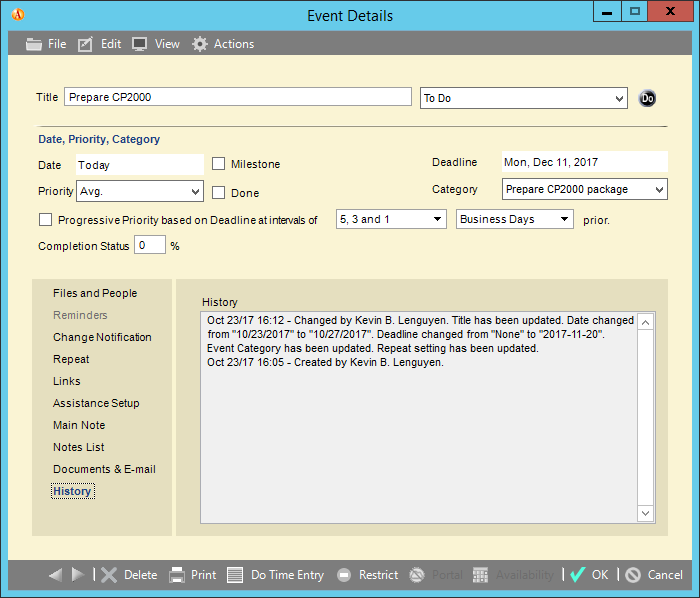 Event Details
File Edit View Actions
Title Prepare CP2000 To Do Do
Date, Priority, Category
Date Today Milestone Deadline Mon, Dec 11, 2017
Priority Avg. Done Category Prepare CP2000 package
Progressive Priority based on Deadline at intervals of 5, 3 and 1 Business Days prior.
Completion Status 0 %
Files and People
Reminders
Change Notification
Repeat
Links
Assistance Setup
Main Note
Notes List
Documents & E-mail
History
History
Oct 23/17 16:12 - Changed by Kevin B. Lenguyen. Title has been updated. Date changed
from "10/23/2017" to "10/27/2017". Deadline changed from "None" to "2017-11-20".
Event Category has been updated. Repeat setting has been updated.
Oct 23/17 16:05 - Created by Kevin B. Lenguyen.
Delete Print Do Time Entry Restrict Portal Availability OK Cancel